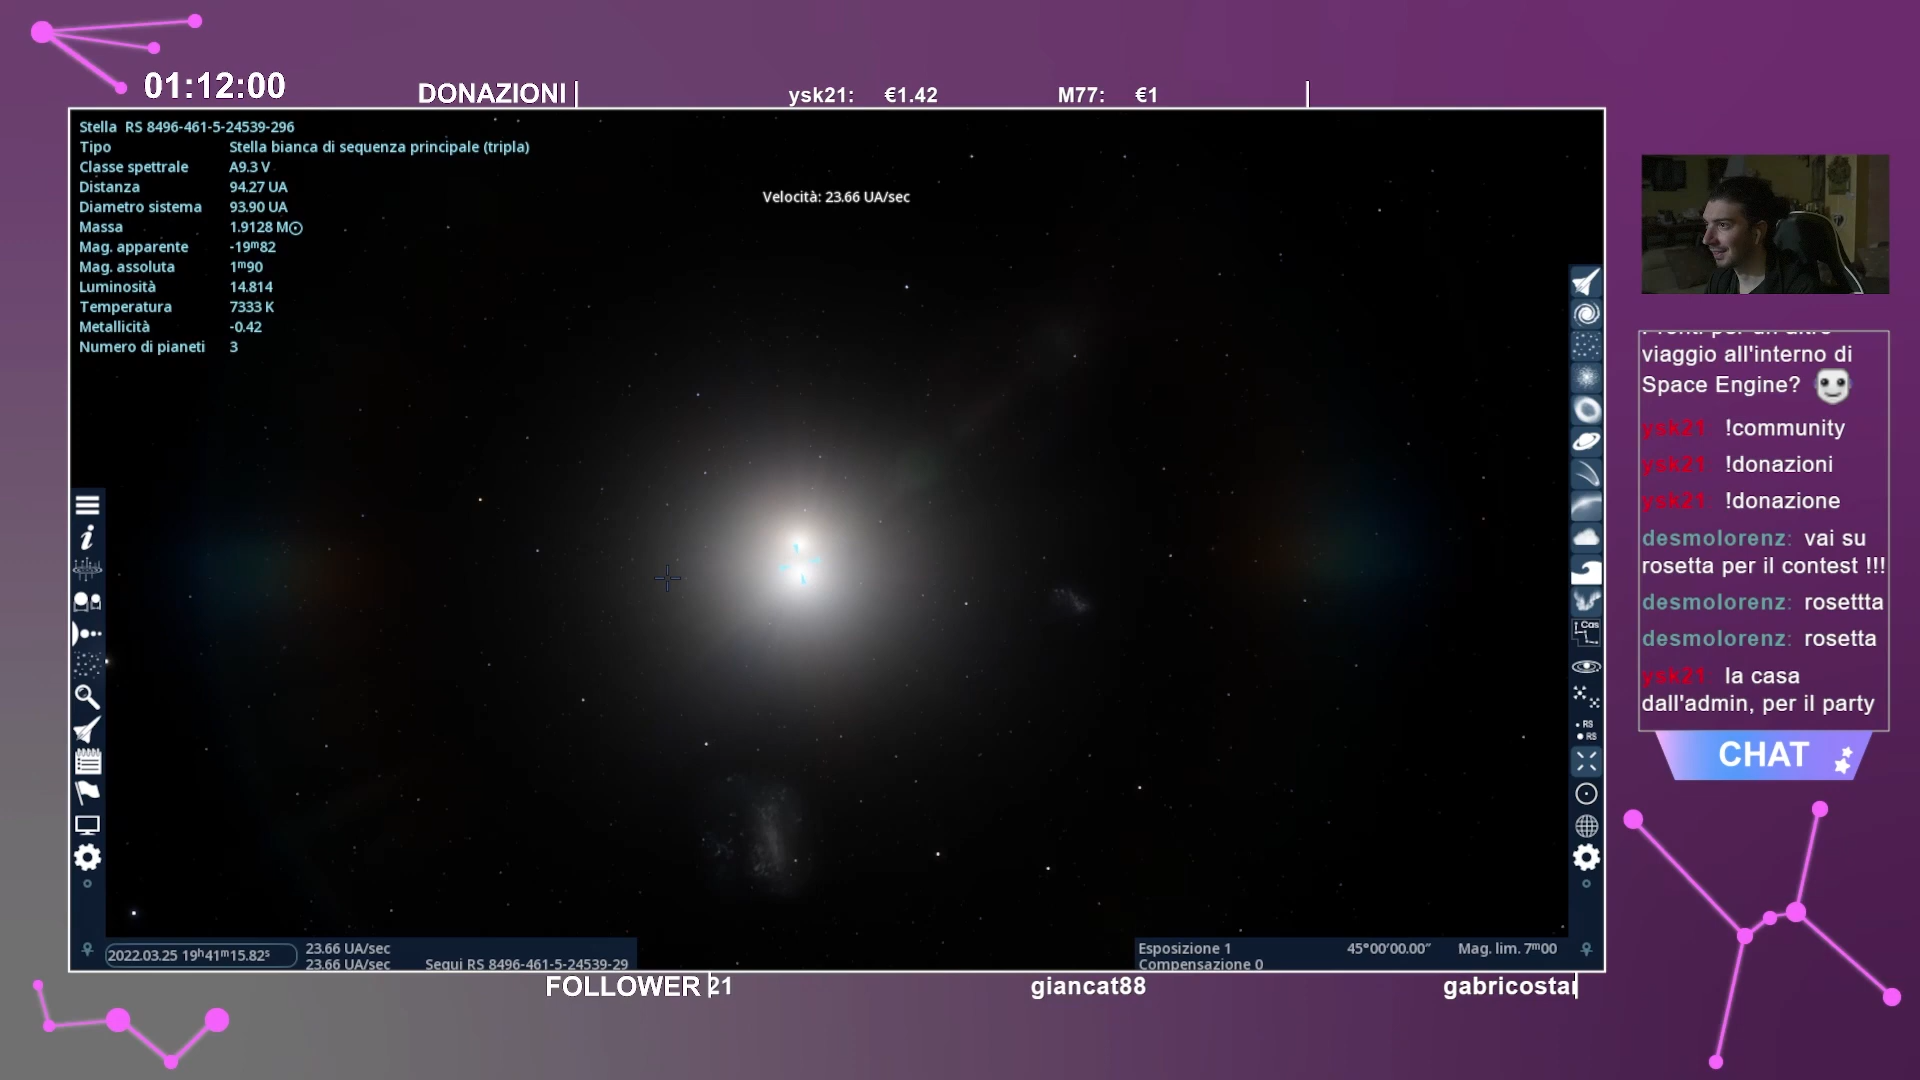 01:12:00
DONAZIONI
ysk21: €1.42
M77: €1
Stella RS 8496-461-5-24539-296
Tipo Stella bianca di sequenza principale (tripla)
Classe spettrale A9.3 V
Distanza 94.27 UA
Diametro sistema 93.90 UA
Massa 1.9128 M☉
Mag. apparente -19ᵐ82
Mag. assoluta 1ᵐ90
Luminosità 14.814
Temperatura 7333 K
Metallicità -0.42
Numero di pianeti 3
Velocità: 23.66 UA/sec
viaggio all'interno di
Space Engine?
ysk21: !community
ysk21: !donazioni
ysk21: !donazione
desmolorenz: vai su
rosetta per il contest !!!
desmolorenz: rosettta
desmolorenz: rosetta
ysk21: la casa
dall'admin, per il party
CHAT
Cas
RS
RS
2022.03.25 19ʰ41ᵐ15.82ˢ
23.66 UA/sec
23.66 UA/sec Segui RS 8496-461-5-24539-29
Esposizione 1 45°00'00.00" Mag. lim. 7ᵐ00
Compensazione 0
FOLLOWER
21
giancat88
gabricosta